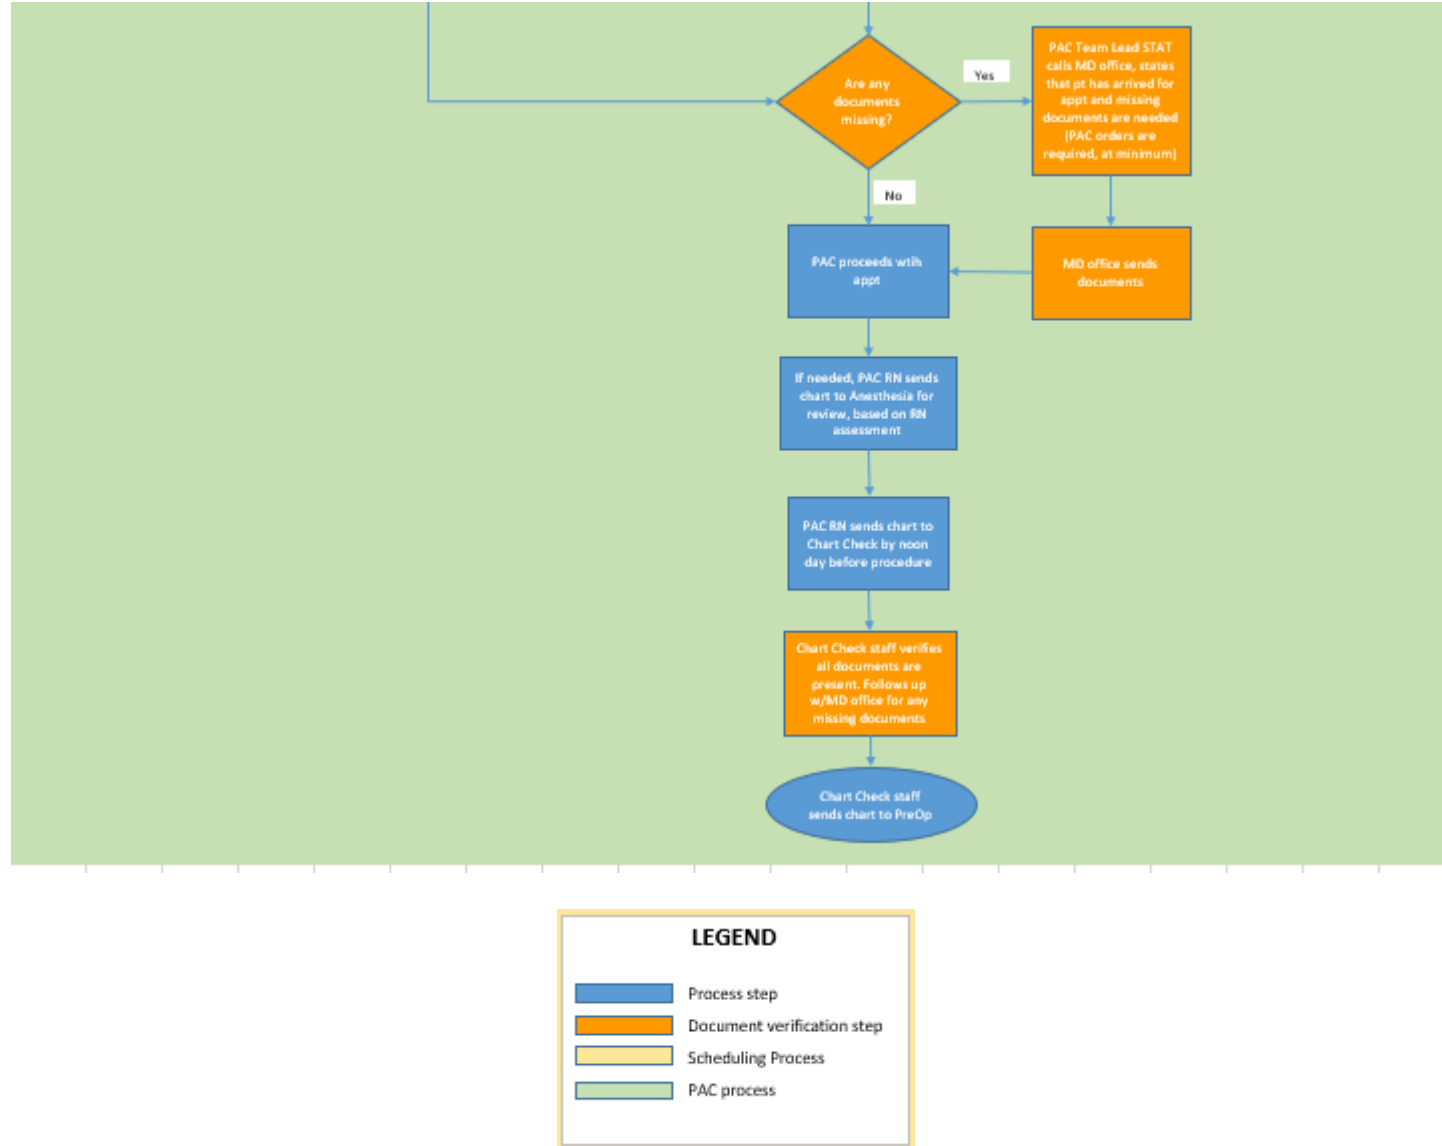 Are any
documents
missing?
Yes
PAC Team Lead STAT
calls MD office, states
that pt has arrived for
appt and missing
documents are needed
(PAC orders are
required, at minimum)
No
PAC proceeds wtih
appt
MD office sends
documents
If needed, PAC RN sends
chart to Anesthesia for
review, based on RN
assessment
PAC RN sends chart to
Chart Check by noon
day before procedure
Chart Check staff verifies
all documents are
present. Follows up
w/MD office for any
missing documents
Chart Check staff
sends chart to PreOp
LEGEND
Process step
Document verification step
Scheduling Process
PAC process